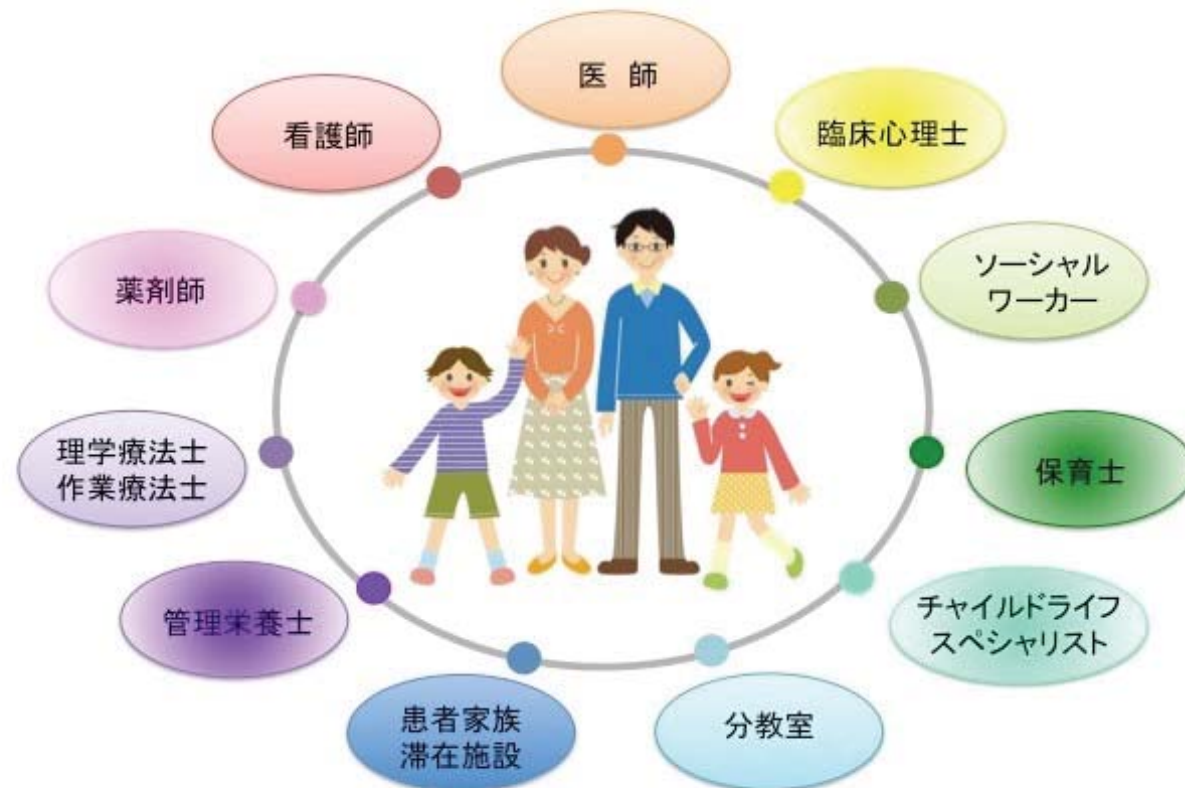 医 師
臨床心理士
ソーシャル
ワーカー
保育士
チャイルドライフ
スペシャリスト
分教室
患者家族
滞在施設
管理栄養士
理学療法士
作業療法士
薬剤師
看護師